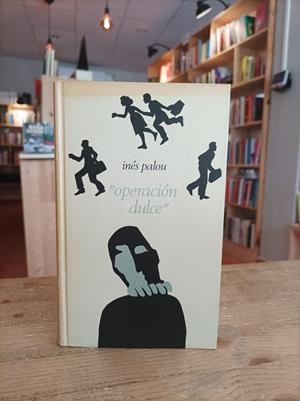 inés palou
"operación
dulce"